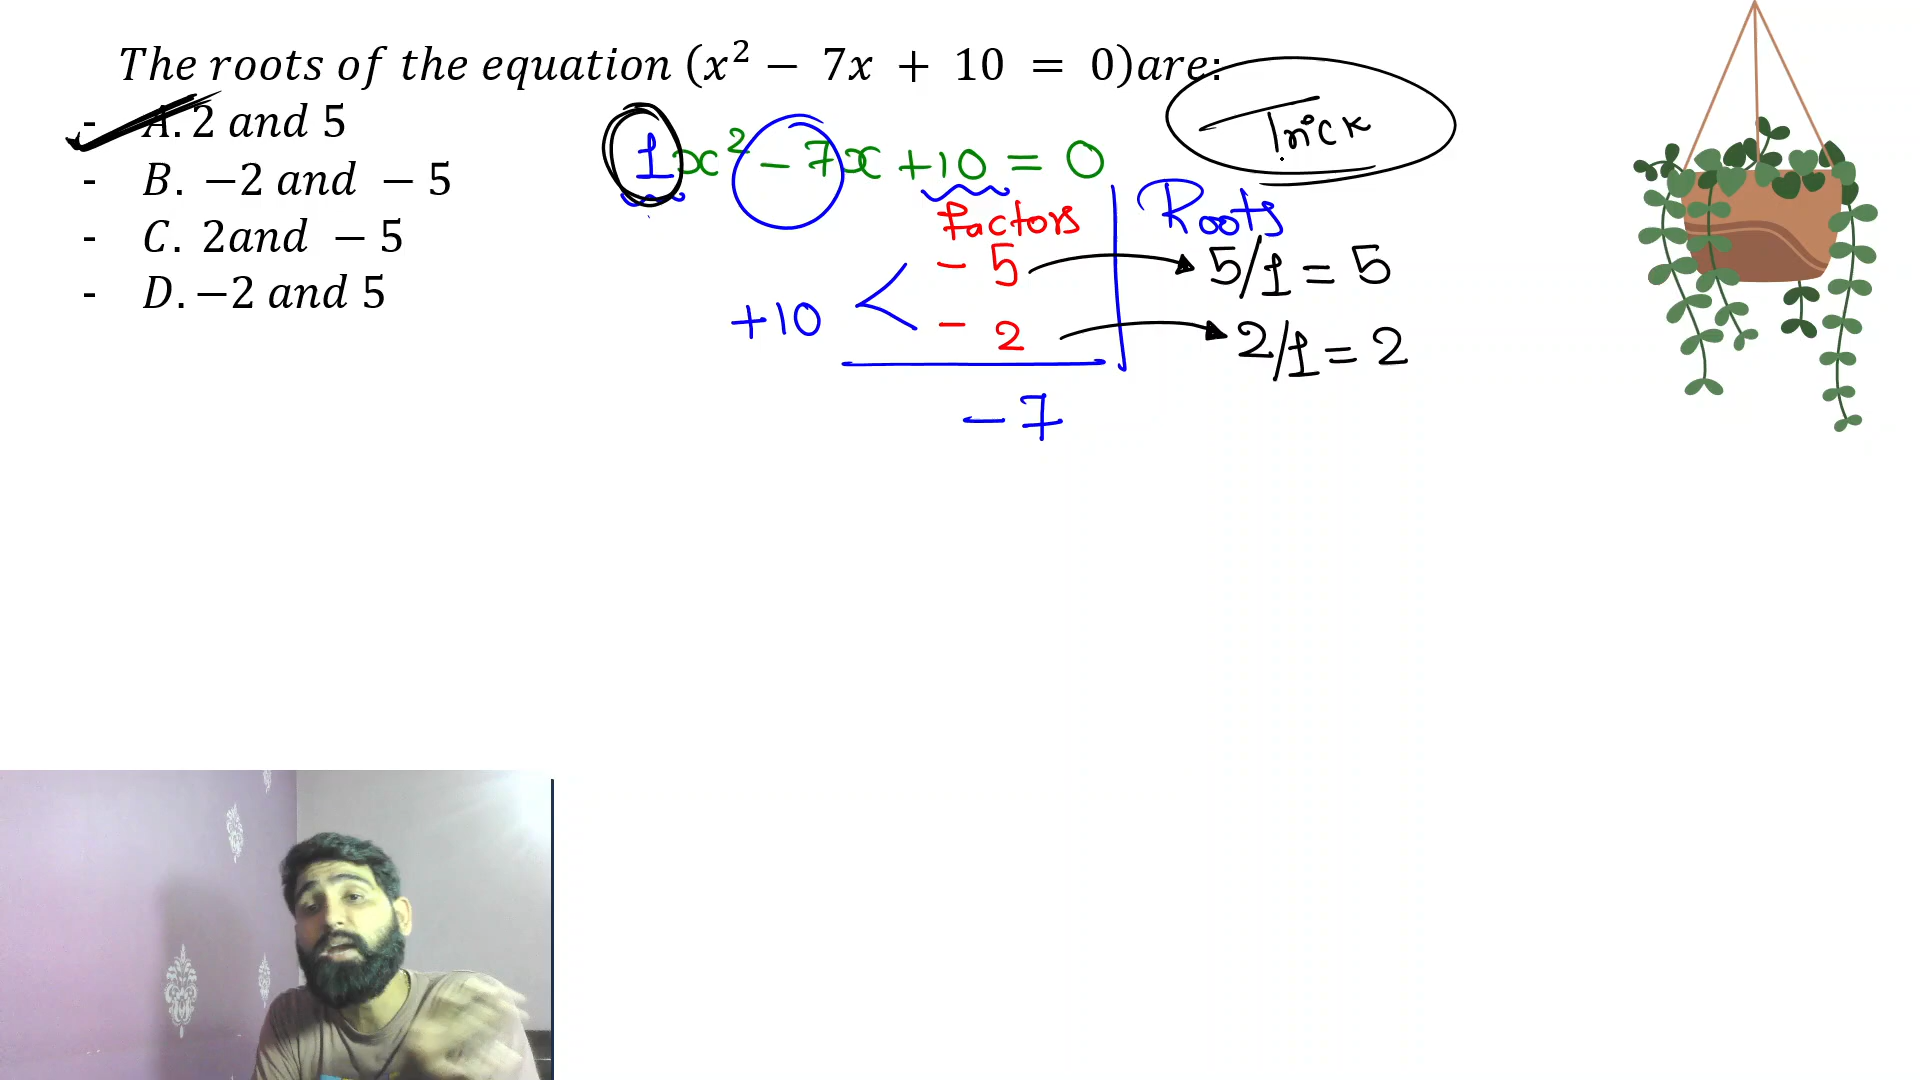 The roots of the equation (x² − 7x + 10 = 0)are:
- A. 2 and 5
- B. −2 and − 5
- C. 2and − 5
- D. −2 and 5
Trick
1x² − 7x +10 = 0
factors
Roots
+10
- 5
5/1 = 5
- 2
2/1 = 2
-7